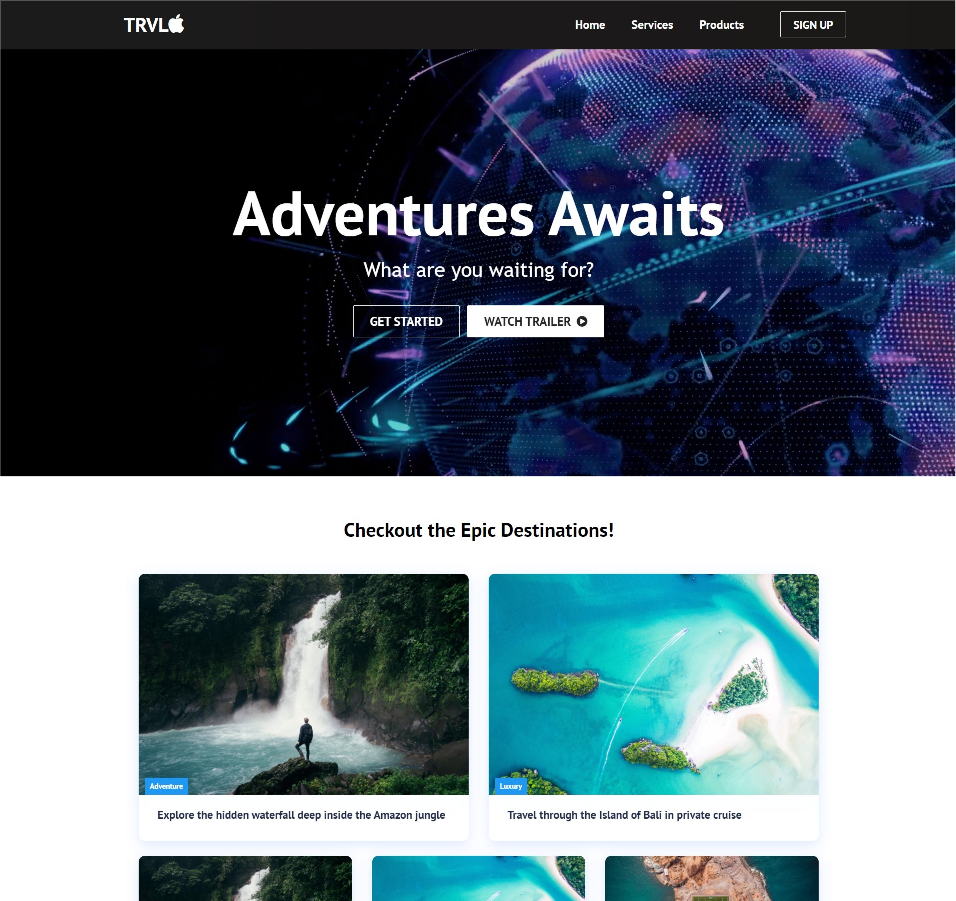 TRVL
Home Services Products SIGN UP
Adventures Awaits
What are you waiting for?
GET STARTED WATCH TRAILER
Checkout the Epic Destinations!
Adventure
Luxury
Explore the hidden waterfall deep inside the Amazon jungle
Travel through the Island of Bali in private cruise